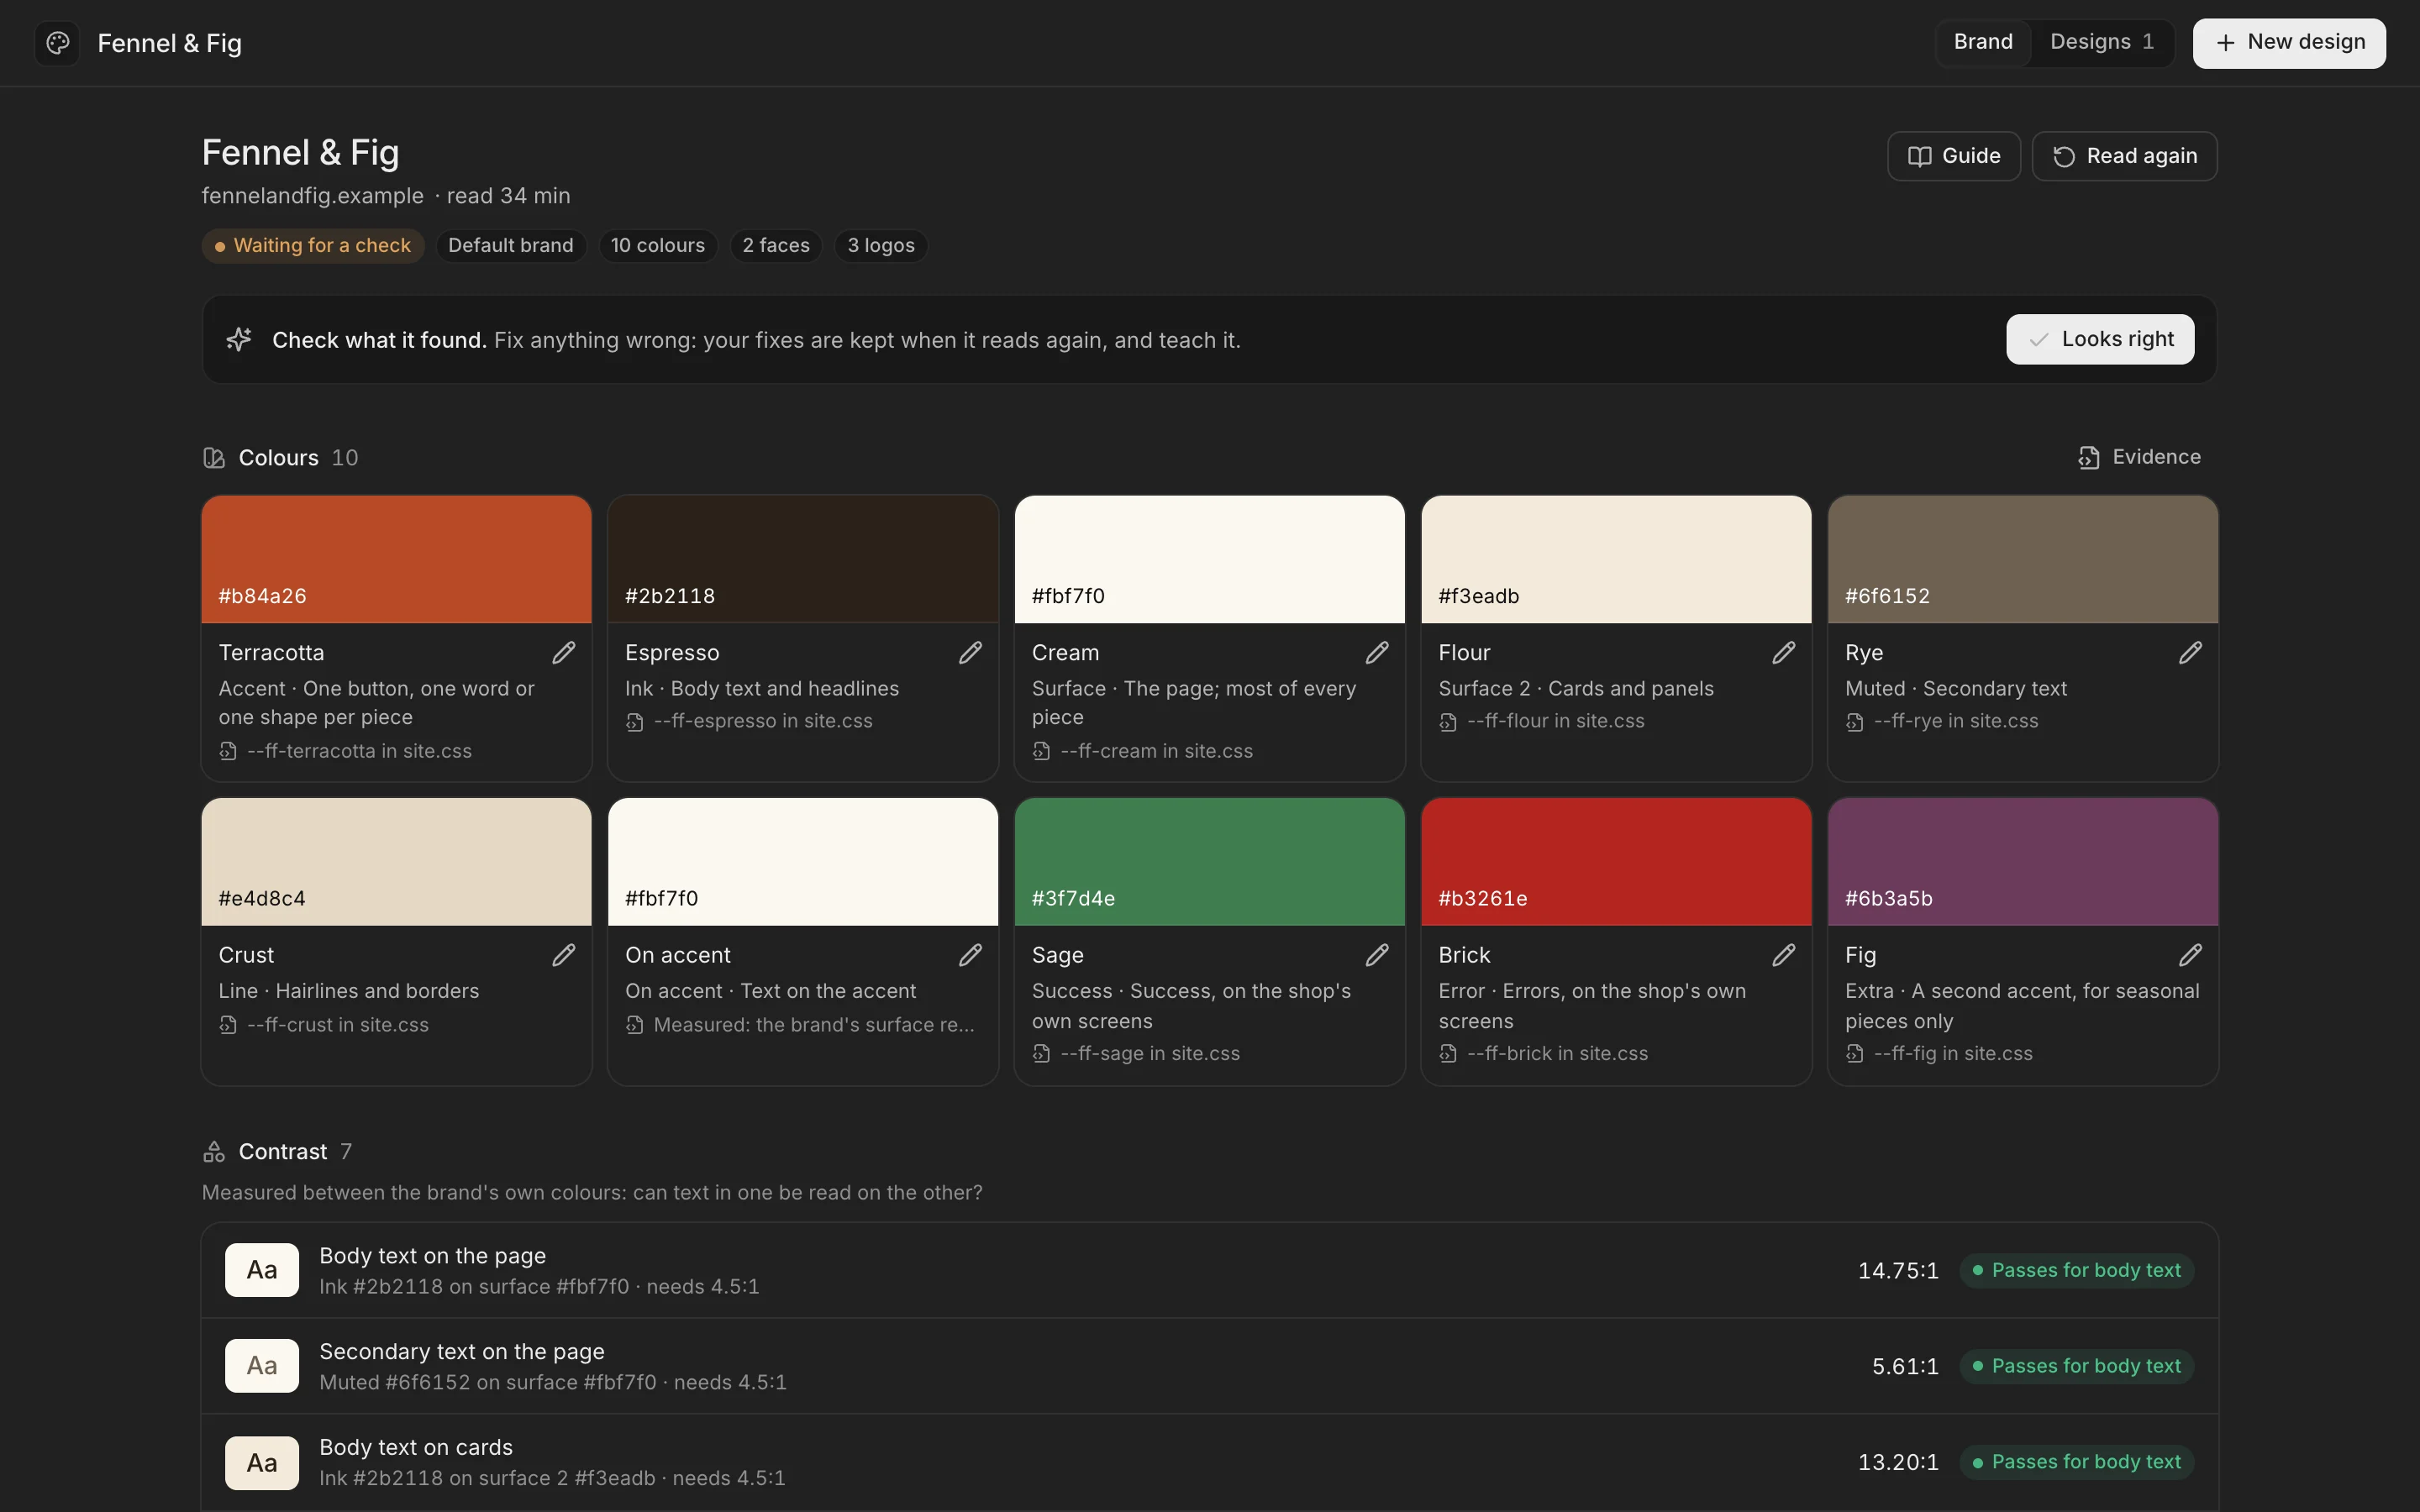 Fennel & Fig
Brand
Designs 1
New design
Fennel & Fig
fennelandfig.example · read 34 min
Guide
Read again
Waiting for a check
Default brand
10 colours
2 faces
3 logos
Check what it found. Fix anything wrong: your fixes are kept when it reads again, and teach it.
Looks right
Colours 10
Evidence
#b84a26
Terracotta
Accent · One button, one word or
one shape per piece
--ff-terracotta in site.css
#2b2118
Espresso
Ink · Body text and headlines
--ff-espresso in site.css
#fbf7f0
Cream
Surface · The page; most of every
piece
--ff-cream in site.css
#f3eadb
Flour
Surface 2 · Cards and panels
--ff-flour in site.css
#6f6152
Rye
Muted · Secondary text
--ff-rye in site.css
#e4d8c4
Crust
Line · Hairlines and borders
--ff-crust in site.css
#fbf7f0
On accent
On accent · Text on the accent
Measured: the brand's surface re...
#3f7d4e
Sage
Success · Success, on the shop's
own screens
--ff-sage in site.css
#b3261e
Brick
Error · Errors, on the shop's own
screens
--ff-brick in site.css
#6b3a5b
Fig
Extra · A second accent, for seasonal
pieces only
--ff-fig in site.css
Contrast 7
Measured between the brand's own colours: can text in one be read on the other?
Aa
Body text on the page
Ink #2b2118 on surface #fbf7f0 · needs 4.5:1
14.75:1
Passes for body text
Aa
Secondary text on the page
Muted #6f6152 on surface #fbf7f0 · needs 4.5:1
5.61:1
Passes for body text
Aa
Body text on cards
Ink #2b2118 on surface 2 #f3eadb · needs 4.5:1
13.20:1
Passes for body text